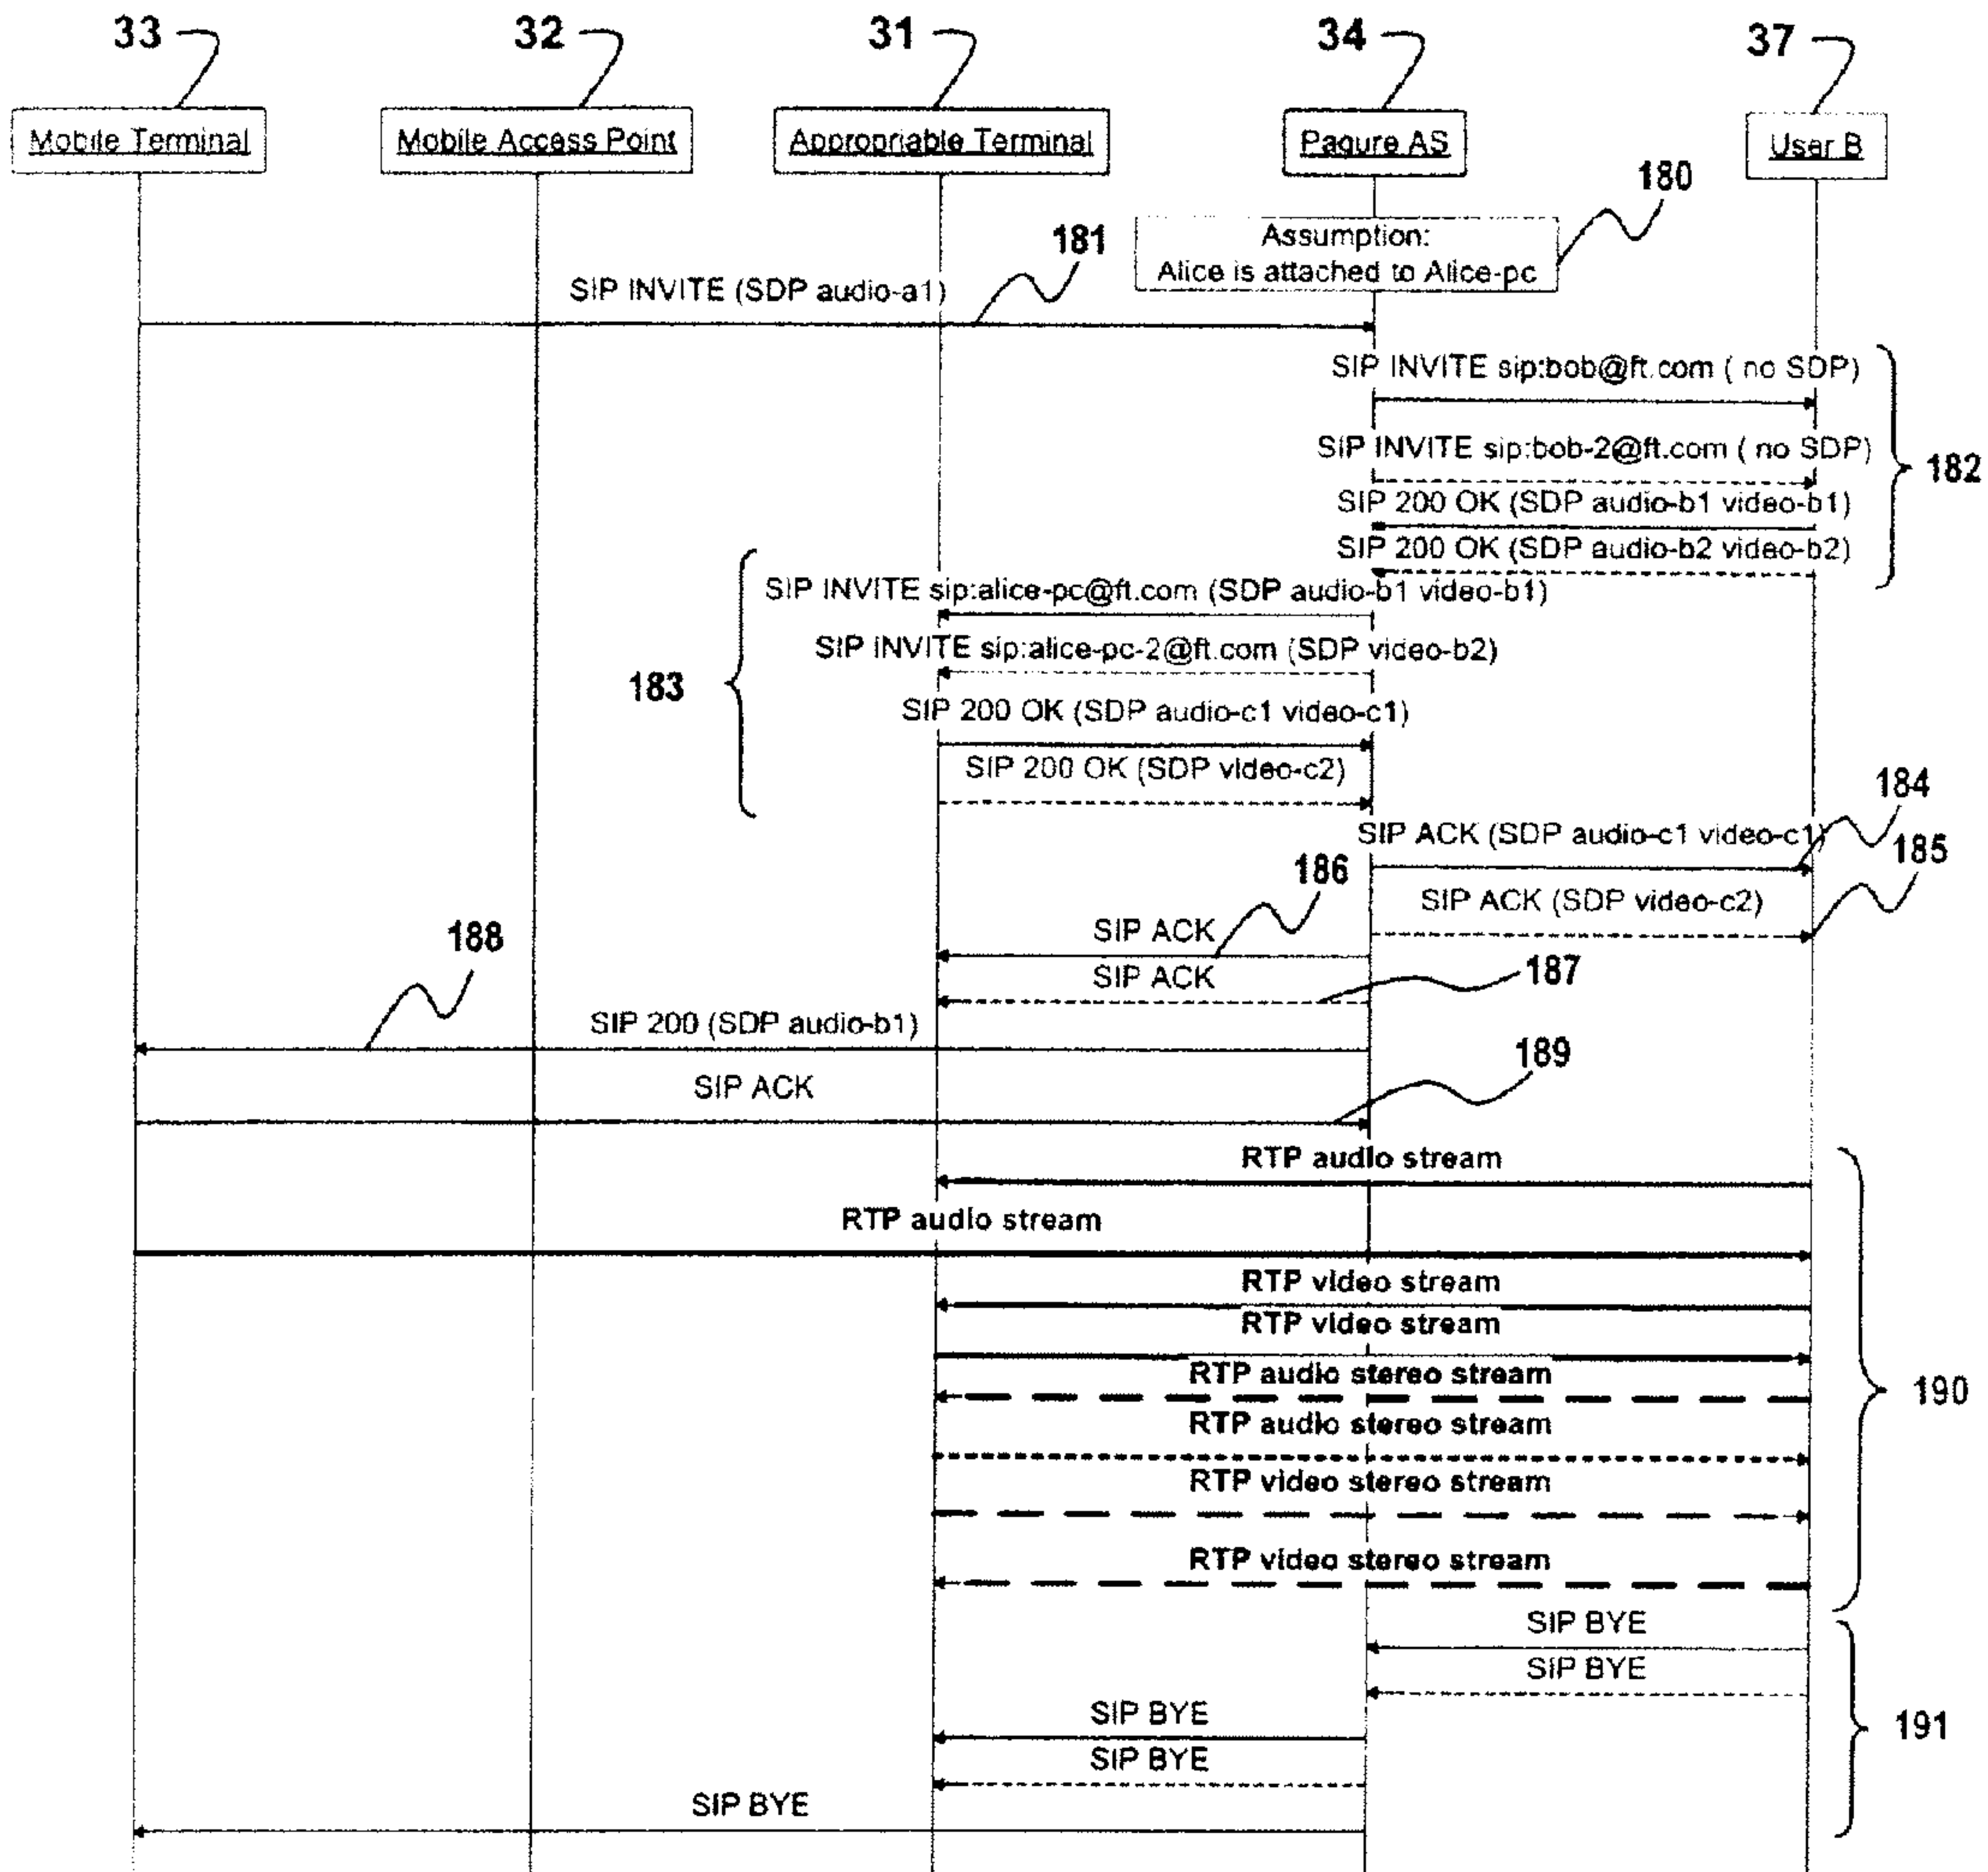 33
32
31
34
37
Mobile Terminal
Mobile Access Point
Appropriable Terminal
Pagure AS
User B
180
Assumption:
Alice is attached to Alice-pc
181
SIP INVITE (SDP audio-a1)
SIP INVITE sip:bob@ft.com ( no SDP)
SIP INVITE sip:bob-2@ft.com ( no SDP)
182
SIP 200 OK (SDP audio-b1 video-b1)
SIP 200 OK (SDP audio-b2 video-b2)
SIP INVITE sip:alice-pc@ft.com (SDP audio-b1 video-b1)
SIP INVITE sip:alice-pc-2@ft.com (SDP video-b2)
183
SIP 200 OK (SDP audio-c1 video-c1)
SIP 200 OK (SDP video-c2)
184
SIP ACK (SDP audio-c1 video-c1)
185
186
SIP ACK (SDP video-c2)
SIP ACK
188
187
SIP ACK
SIP 200 (SDP audio-b1)
189
SIP ACK
RTP audio stream
RTP audio stream
RTP video stream
RTP video stream
RTP audio stereo stream
190
RTP audio stereo stream
RTP video stereo stream
RTP video stereo stream
SIP BYE
SIP BYE
SIP BYE
191
SIP BYE
SIP BYE